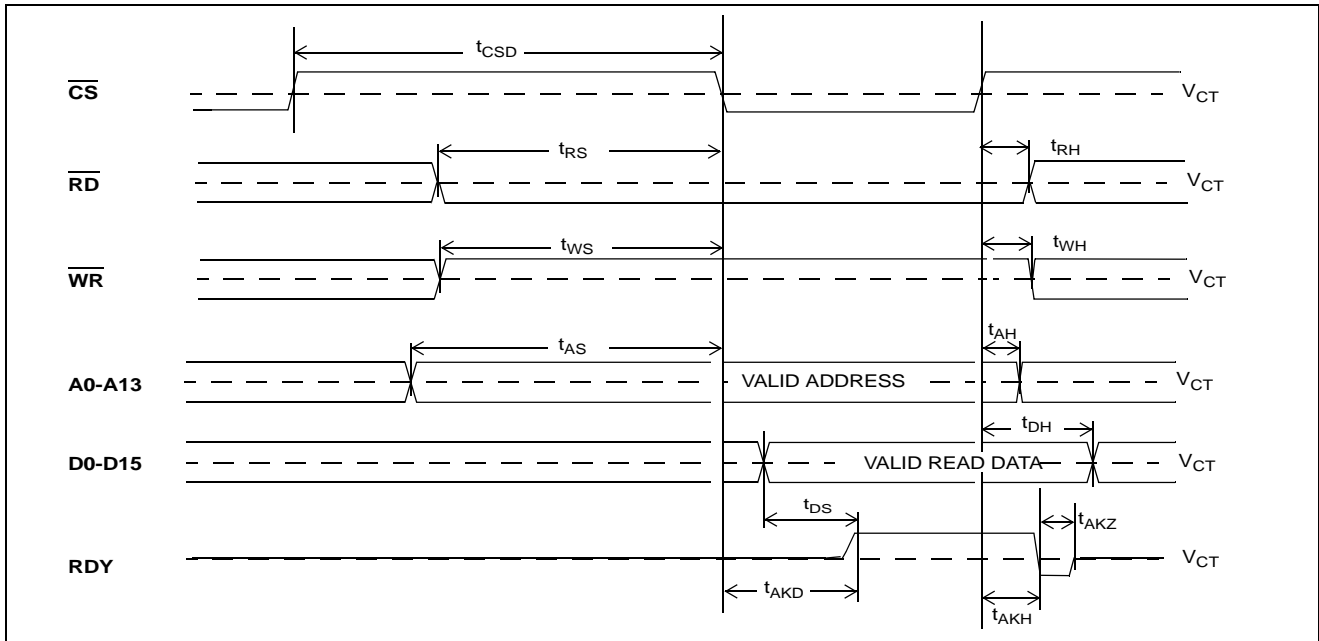 tCSD
CS
VCT
tRS
tRH
RD
VCT
tWS
tWH
WR
VCT
tAS
tAH
A0-A13
VALID ADDRESS
VCT
tDH
D0-D15
VALID READ DATA
VCT
tDS
tAKZ
RDY
VCT
tAKD
tAKH